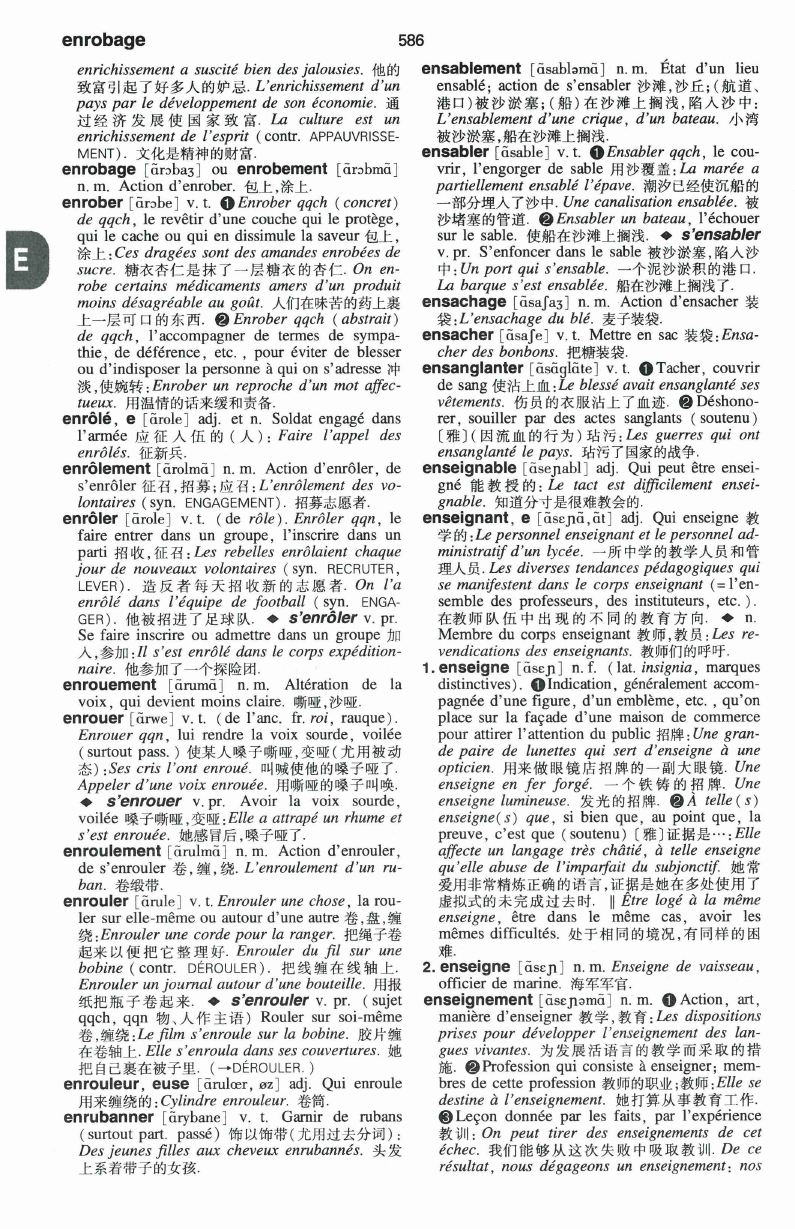 enrobage
586
enrichissement a suscité bien des jalousies. 他的
致富引起了好多人的妒忌. L'enrichissement d'un
pays par le développement de son économie. 通
过经济发展使国家致富. La culture est un
enrichissement de l'esprit (contr. APPAUVRISSE-
MENT). 文化是精神的财富.
enrobage [ɑ̃rɔbaʒ] ou enrobement [ɑ̃rɔbmɑ̃]
n. m. Action d'enrober. 包上,涂上.
enrober [ɑ̃rɔbe] v. t. ❶ Enrober qqch (concret)
de qqch, le revêtir d'une couche qui le protège,
qui le cache ou qui en dissimule la saveur 包上,
涂上: Ces dragées sont des amandes enrobées de
sucre. 糖衣杏仁是抹了一层糖衣的杏仁. On en-
robe certains médicaments amers d'un produit
moins désagréable au goût. 人们在味苦的药上裹
上一层可口的东西. ❷ Enrober qqch (abstrait)
de qqch, l'accompagner de termes de sympa-
thie, de déférence, etc., pour éviter de blesser
ou d'indisposer la personne à qui on s'adresse 冲
淡,使婉转: Enrober un reproche d'un mot affec-
tueux. 用温情的话来缓和责备.
enrôlé, e [ɑ̃role] adj. et n. Soldat engagé dans
l'armée 应征入伍的(人): Faire l'appel des
enrôlés. 征新兵.
enrôlement [ɑ̃rolmɑ̃] n. m. Action d'enrôler, de
s'enrôler 征召,招募;应召: L'enrôlement des vo-
lontaires (syn. ENGAGEMENT). 招募志愿者.
enrôler [ɑ̃role] v. t. (de rôle). Enrôler qqn, le
faire entrer dans un groupe, l'inscrire dans un
parti 招收,征召: Les rebelles enrôlaient chaque
jour de nouveaux volontaires (syn. RECRUTER,
LEVER). 造反者每天招收新的志愿者. On l'a
enrôlé dans l'équipe de football (syn. ENGA-
GER). 他被招进了足球队. ◆ s'enrôler v. pr.
Se faire inscrire ou admettre dans un groupe 加
入,参加: Il s'est enrôlé dans le corps expédition-
naire. 他参加了一个探险团.
enrouement [ɑ̃rumɑ̃] n. m. Altération de la
voix, qui devient moins claire. 嘶哑,沙哑.
enrouer [ɑ̃rwe] v. t. (de l'anc. fr. roi, rauque).
Enrouer qqn, lui rendre la voix sourde, voilée
(surtout pass.) 使某人嗓子嘶哑,变哑(尤用被动
态): Ses cris l'ont enroué. 叫喊使他的嗓子哑了.
Appeler d'une voix enrouée. 用嘶哑的嗓子叫唤.
◆ s'enrouer v. pr. Avoir la voix sourde,
voilée 嗓子嘶哑,变哑: Elle a attrapé un rhume et
s'est enrouée. 她感冒后,嗓子哑了.
enroulement [ɑ̃rulmɑ̃] n. m. Action d'enrouler,
de s'enrouler 卷,缠,绕. L'enroulement d'un ru-
ban. 卷缎带.
enrouler [ɑ̃rule] v. t. Enrouler une chose, la rou-
ler sur elle-même ou autour d'une autre 卷,盘,缠
绕: Enrouler une corde pour la ranger. 把绳子卷
起来以便把它整理好. Enrouler du fil sur une
bobine (contr. DÉROULER). 把线缠在线轴上.
Enrouler un journal autour d'une bouteille. 用报
纸把瓶子卷起来. ◆ s'enrouler v. pr. (sujet
qqch, qqn 物、人作主语) Rouler sur soi-même
卷,缠绕: Le film s'enroule sur la bobine. 胶片缠
在卷轴上. Elle s'enroula dans ses couvertures. 她
把自己裹在被子里. (→DÉROULER.)
enrouleur, euse [ɑ̃rulœr, øz] adj. Qui enroule
用来缠绕的: Cylindre enrouleur. 卷筒.
enrubanner [ɑ̃rybane] v. t. Garnir de rubans
(surtout part. passé) 饰以饰带(尤用过去分词):
Des jeunes filles aux cheveux enrubannés. 头发
上系着带子的女孩.
E
ensablement [ɑ̃sabləmɑ̃] n. m. État d'un lieu
ensablé; action de s'ensabler 沙滩,沙丘;(航道、
港口)被沙淤塞;(船)在沙滩上搁浅,陷入沙中:
L'ensablement d'une crique, d'un bateau. 小湾
被沙淤塞,船在沙滩上搁浅.
ensabler [ɑ̃sable] v. t. ❶ Ensabler qqch, le cou-
vrir, l'engorger de sable 用沙覆盖: La marée a
partiellement ensablé l'épave. 潮汐已经使沉船的
一部分埋入了沙中. Une canalisation ensablée. 被
沙堵塞的管道. ❷ Ensabler un bateau, l'échouer
sur le sable. 使船在沙滩上搁浅. ◆ s'ensabler
v. pr. S'enfoncer dans le sable 被沙淤塞,陷入沙
中: Un port qui s'ensable. 一个泥沙淤积的港口.
La barque s'est ensablée. 船在沙滩上搁浅了.
ensachage [ɑ̃saʃaʒ] n. m. Action d'ensacher 装
袋: L'ensachage du blé. 麦子装袋.
ensacher [ɑ̃saʃe] v. t. Mettre en sac 装袋: Ensa-
cher des bonbons. 把糖装袋.
ensanglanter [ɑ̃sɑ̃glɑ̃te] v. t. ❶ Tacher, couvrir
de sang 使沾上血: Le blessé avait ensanglanté ses
vêtements. 伤员的衣服沾上了血迹. ❷ Déshono-
rer, souiller par des actes sanglants (soutenu)
〔雅〕(因流血的行为)玷污: Les guerres qui ont
ensanglanté le pays. 玷污了国家的战争.
enseignable [ɑ̃sɛɲabl] adj. Qui peut être ensei-
gné 能教授的: Le tact est difficilement ensei-
gnable. 知道分寸是很难教会的.
enseignant, e [ɑ̃sɛɲɑ̃, ɑ̃t] adj. Qui enseigne 教
学的: Le personnel enseignant et le personnel ad-
ministratif d'un lycée. 一所中学的教学人员和管
理人员. Les diverses tendances pédagogiques qui
se manifestent dans le corps enseignant (= l'en-
semble des professeurs, des instituteurs, etc.).
在教师队伍中出现的不同的教育方向. ◆ n.
Membre du corps enseignant 教师,教员: Les re-
vendications des enseignants. 教师们的呼吁.
1. enseigne [ɑ̃sɛɲ] n. f. (lat. insignia, marques
distinctives). ❶ Indication, généralement accom-
pagnée d'une figure, d'un emblème, etc., qu'on
place sur la façade d'une maison de commerce
pour attirer l'attention du public 招牌: Une gran-
de paire de lunettes qui sert d'enseigne à une
opticien. 用来做眼镜店招牌的一副大眼镜. Une
enseigne en fer forgé. 一个铁铸的招牌. Une
enseigne lumineuse. 发光的招牌. ❷ À telle(s)
enseigne(s) que, si bien que, au point que, la
preuve, c'est que (soutenu)〔雅〕证据是…: Elle
affecte un langage très châtié, à telle enseigne
qu'elle abuse de l'imparfait du subjonctif. 她常
爱用非常精炼正确的语言,证据是她在多处使用了
虚拟式的未完成过去时. ‖ Être logé à la même
enseigne, être dans le même cas, avoir les
mêmes difficultés. 处于相同的境况,有同样的困
难.
2. enseigne [ɑ̃sɛɲ] n. m. Enseigne de vaisseau,
officier de marine. 海军军官.
enseignement [ɑ̃sɛɲəmɑ̃] n. m. ❶ Action, art,
manière d'enseigner 教学,教育: Les dispositions
prises pour développer l'enseignement des lan-
gues vivantes. 为发展活语言的教学而采取的措
施. ❷ Profession qui consiste à enseigner; mem-
bres de cette profession 教师的职业;教师: Elle se
destine à l'enseignement. 她打算从事教育工作.
❸ Leçon donnée par les faits, par l'expérience
教训: On peut tirer des enseignements de cet
échec. 我们能够从这次失败中吸取教训. De ce
résultat, nous dégageons un enseignement: nos